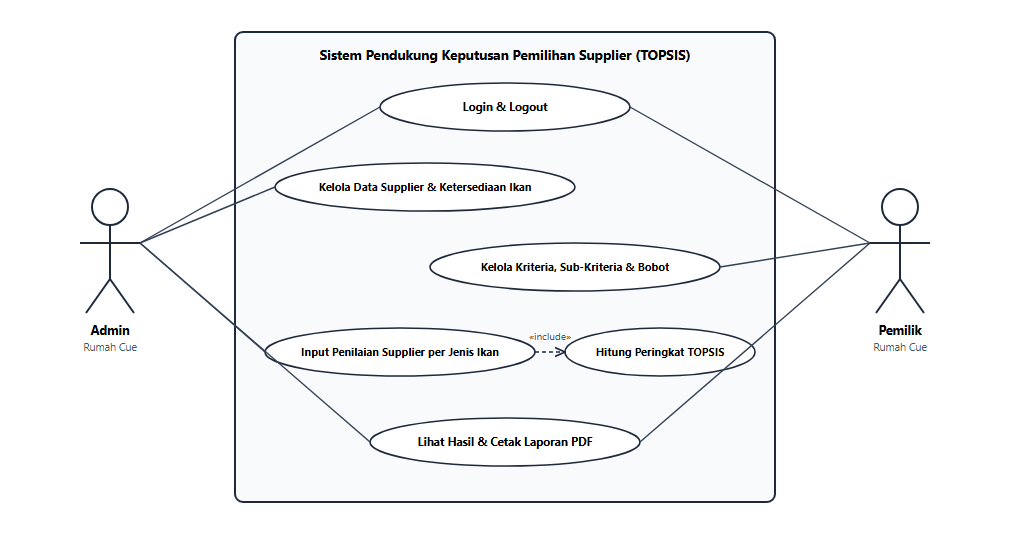 Sistem Pendukung Keputusan Pemilihan Supplier (TOPSIS)
Login & Logout
Kelola Data Supplier & Ketersediaan Ikan
Kelola Kriteria, Sub-Kriteria & Bobot
Admin
Rumah Cue
Pemilik
Rumah Cue
Input Penilaian Supplier per Jenis Ikan
«include»
Hitung Peringkat TOPSIS
Lihat Hasil & Cetak Laporan PDF